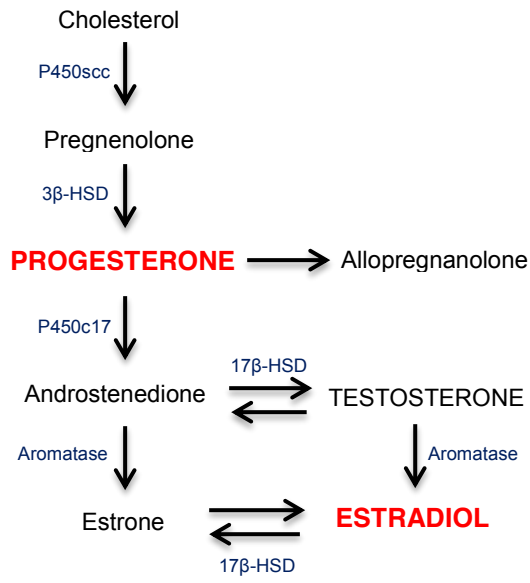 Cholesterol
P450scc
Pregnenolone
3β-HSD
PROGESTERONE
Allopregnanolone
P450c17
17β-HSD
Androstenedione
TESTOSTERONE
Aromatase
Aromatase
Estrone
ESTRADIOL
17β-HSD